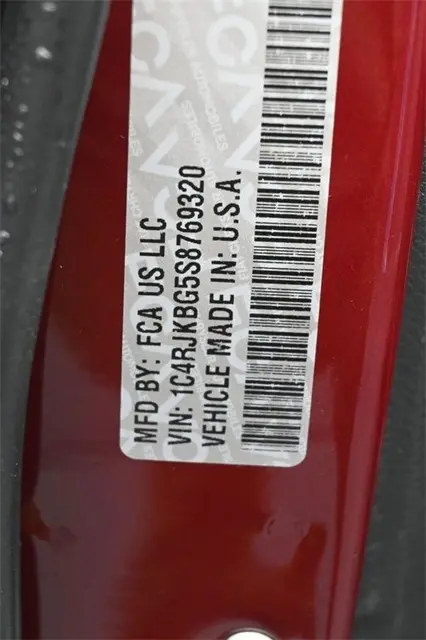 MFD BY: FCA US LLC
VIN: 1C4RJKBG5S8769320
VEHICLE MADE IN: U.S.A.